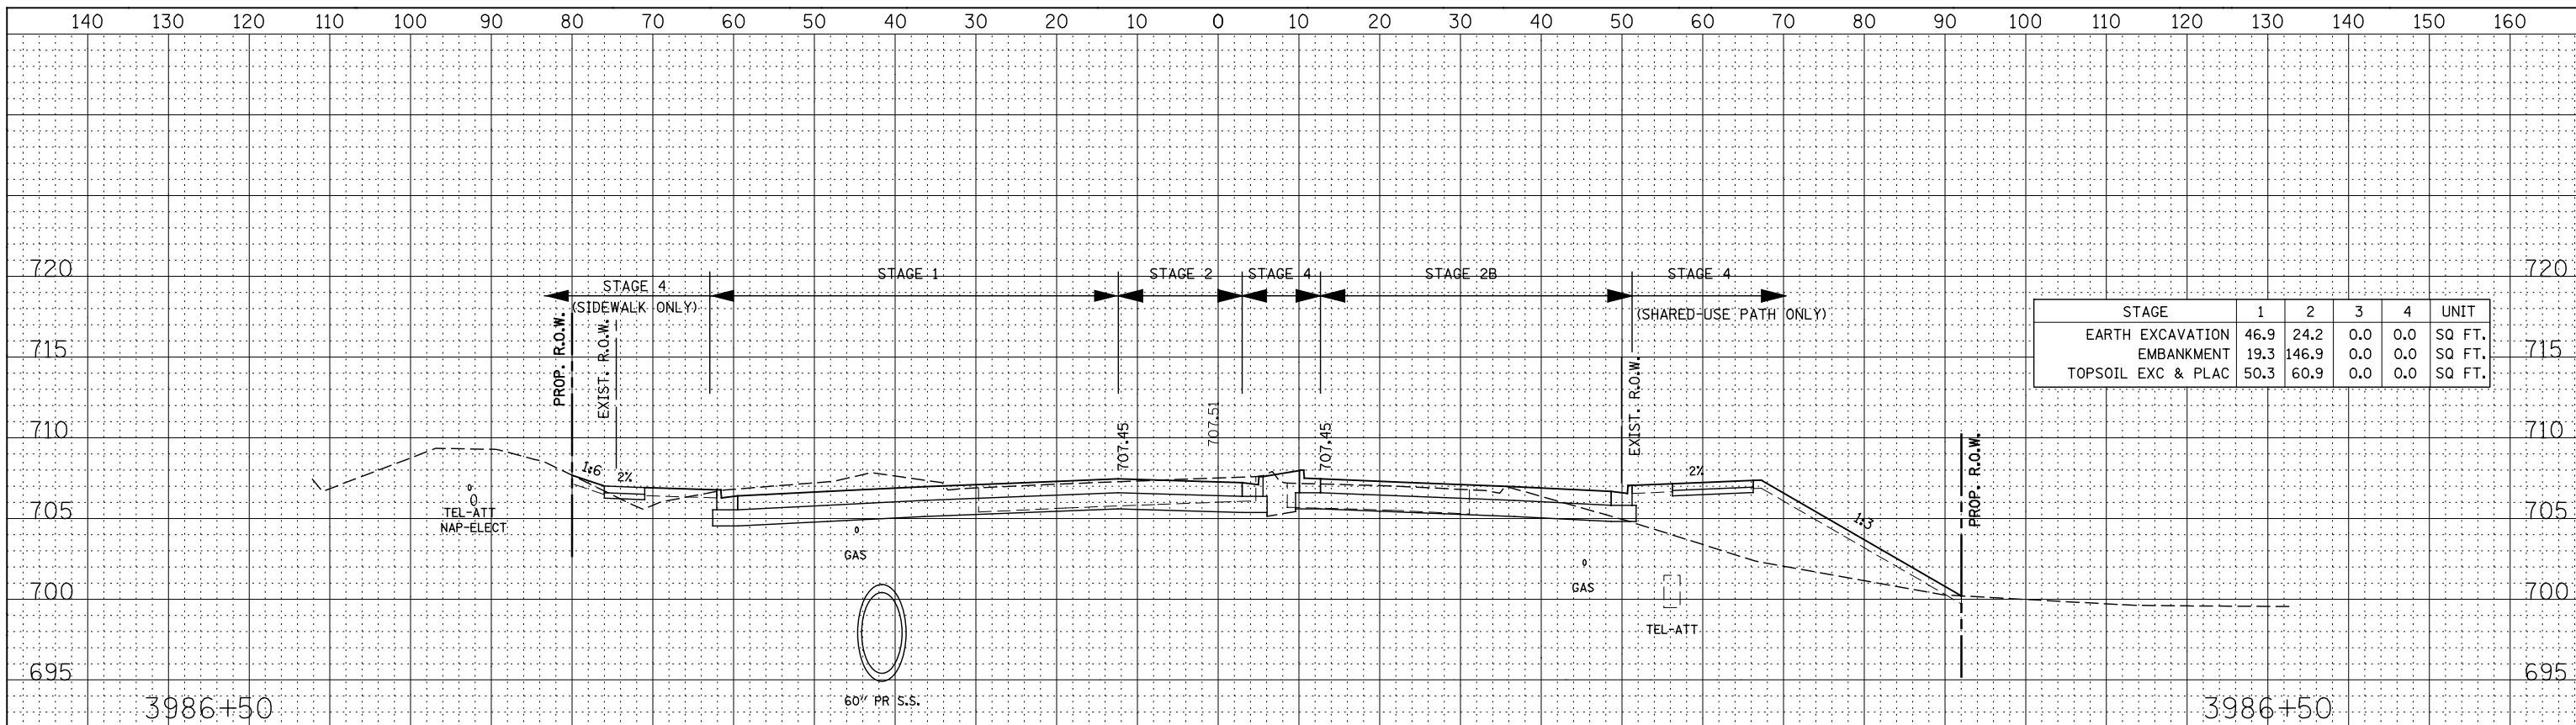 140 130 120 110 100 90 80 70 60 50 40 30 20 10 0 10 20 30 40 50 60 70 80 90 100 110 120 130 140 150 160
720 720
STAGE 4 STAGE 1 STAGE 2 STAGE 4 STAGE 2B STAGE 4
(SIDEWALK ONLY) (SHARED-USE PATH ONLY)
STAGE 1 2 3 4 UNIT
EARTH EXCAVATION 46.9 24.2 0.0 0.0 SQ FT.
EMBANKMENT 19.3 146.9 0.0 0.0 SQ FT.
TOPSOIL EXC & PLAC 50.3 60.9 0.0 0.0 SQ FT.
715 715
PROP. R.O.W.
EXIST. R.O.W.
EXIST. R.O.W.
PROP. R.O.W.
710 710
707.45 707.51 707.45
1:6 2% 2% 1:3
705 705
TEL-ATT
NAP-ELECT
GAS
GAS
700 700
TEL-ATT
695 695
60" PR S.S.
3986+50 3986+50